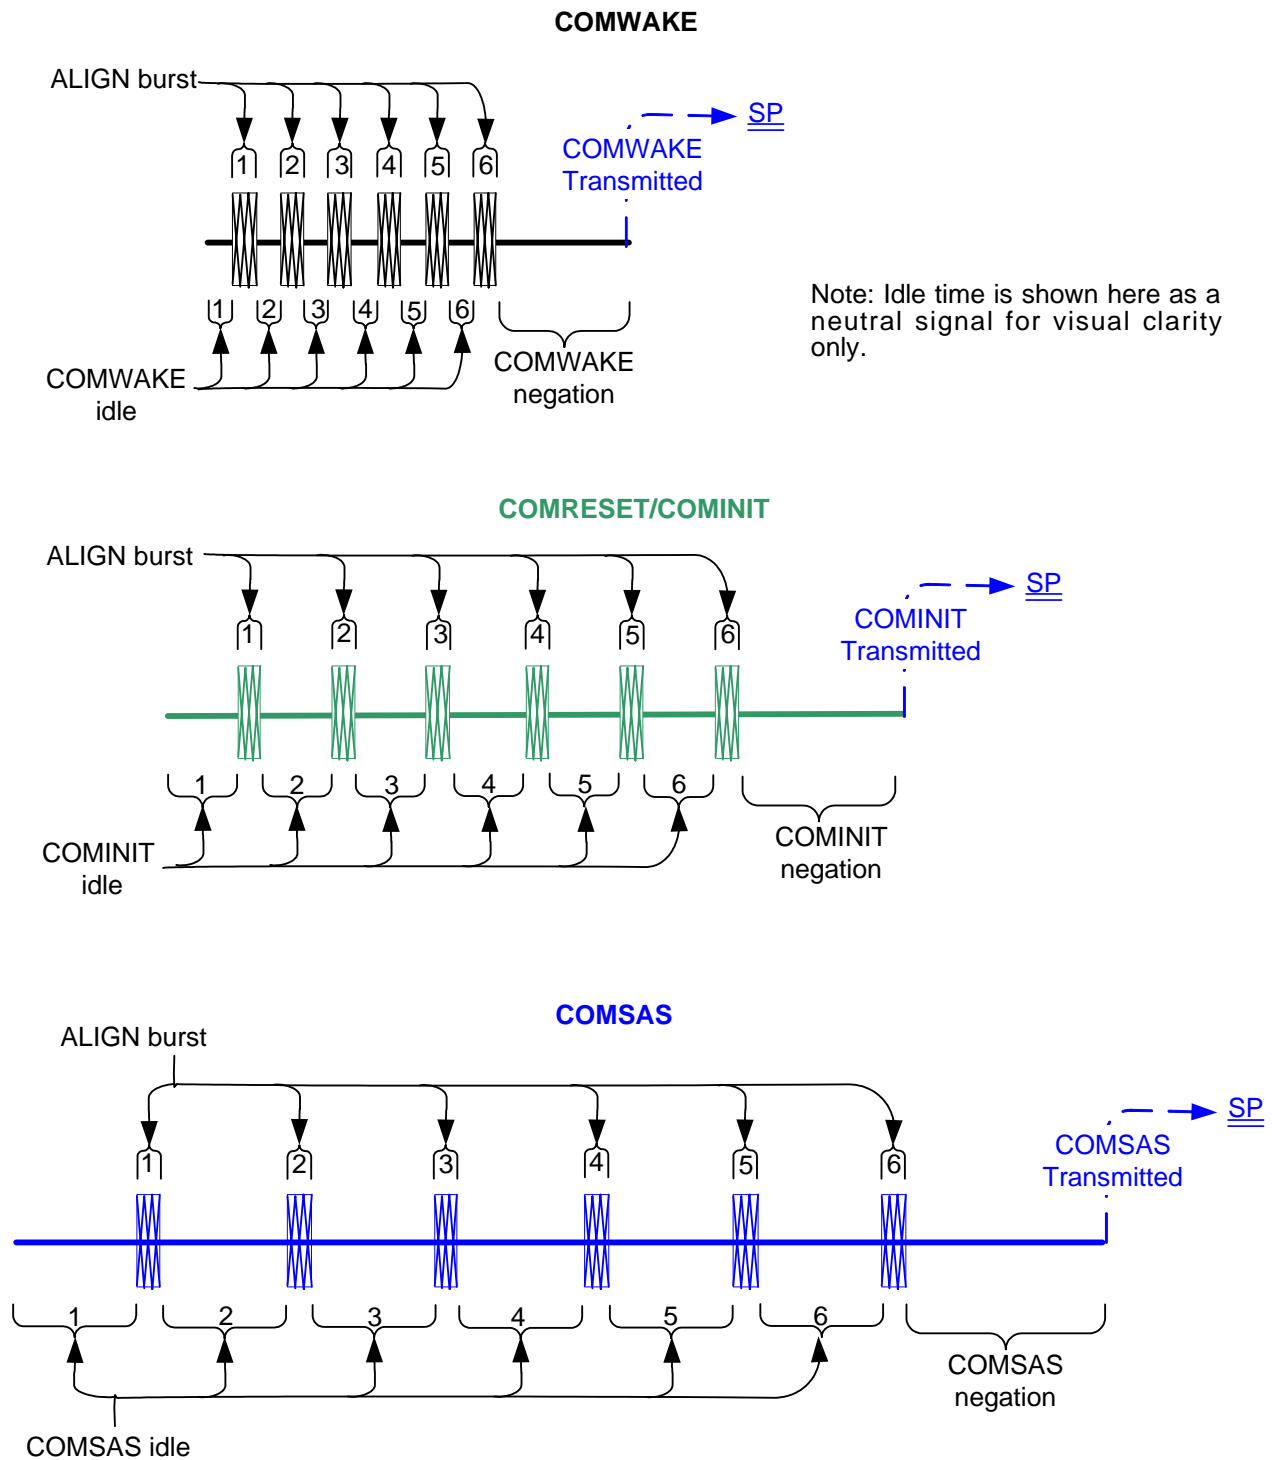 COMWAKE
ALIGN burst
SP
COMWAKE
Transmitted
1 2 3 4 5 6
1 2 3 4 5 6
Note: Idle time is shown here as a
neutral signal for visual clarity
only.
COMWAKE
idle
COMWAKE
negation
COMRESET/COMINIT
ALIGN burst
SP
COMINIT
Transmitted
1 2 3 4 5 6
1 2 3 4 5 6
COMINIT
idle
COMINIT
negation
COMSAS
ALIGN burst
SP
COMSAS
Transmitted
1 2 3 4 5 6
1 2 3 4 5 6
COMSAS
negation
COMSAS idle